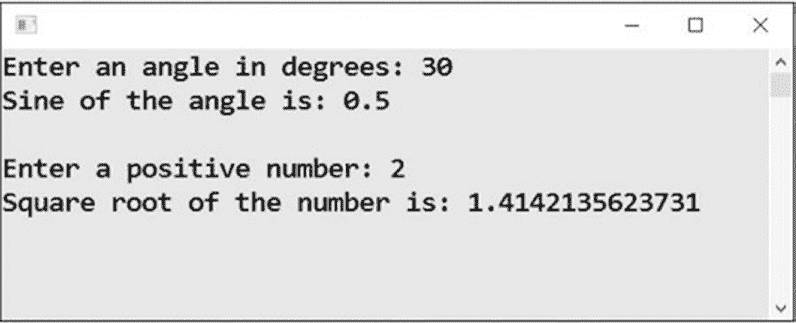 Enter an angle in degrees: 30
Sine of the angle is: 0.5
Enter a positive number: 2
Square root of the number is: 1.4142135623731